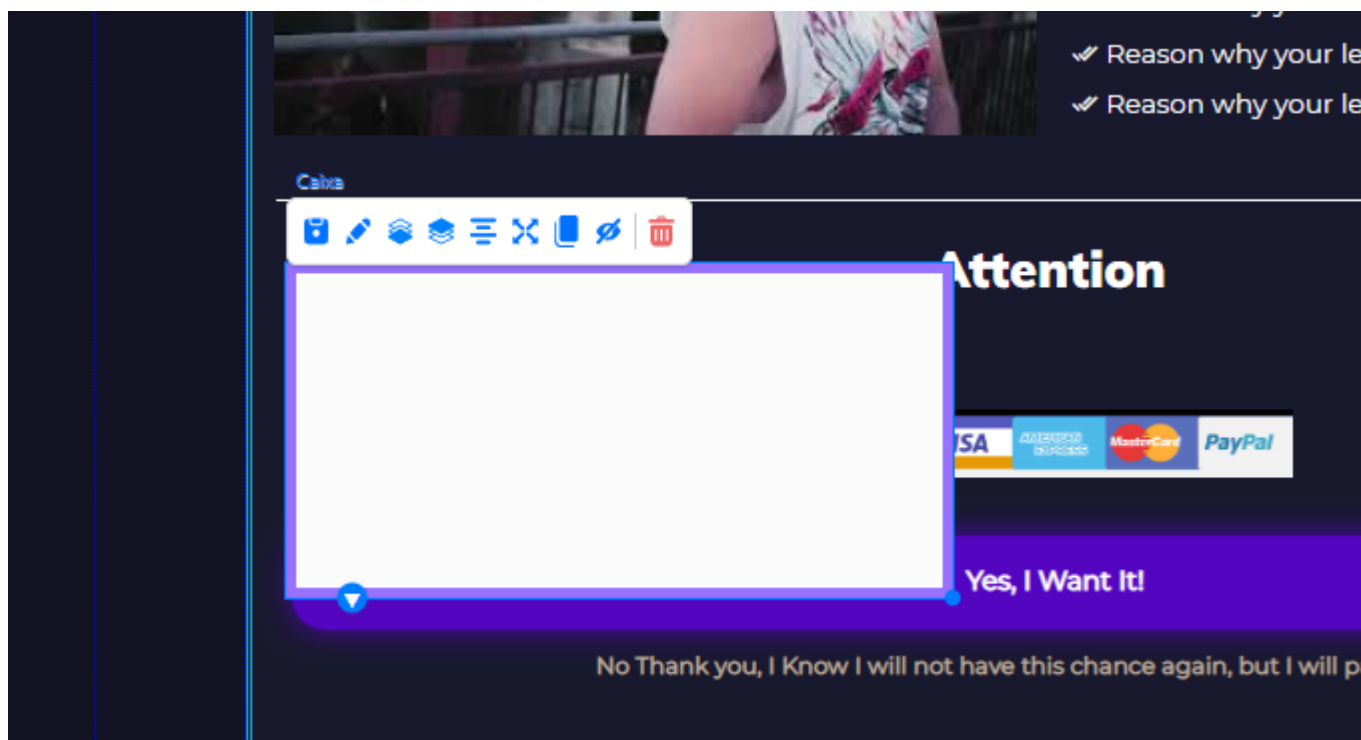 Reason why your le
Reason why your le
Caixa
Attention
ISA
AMERICAN
EXPRESS
MasterCard
PayPal
Yes, I Want It!
No Thank you, I Know I will not have this chance again, but I will p